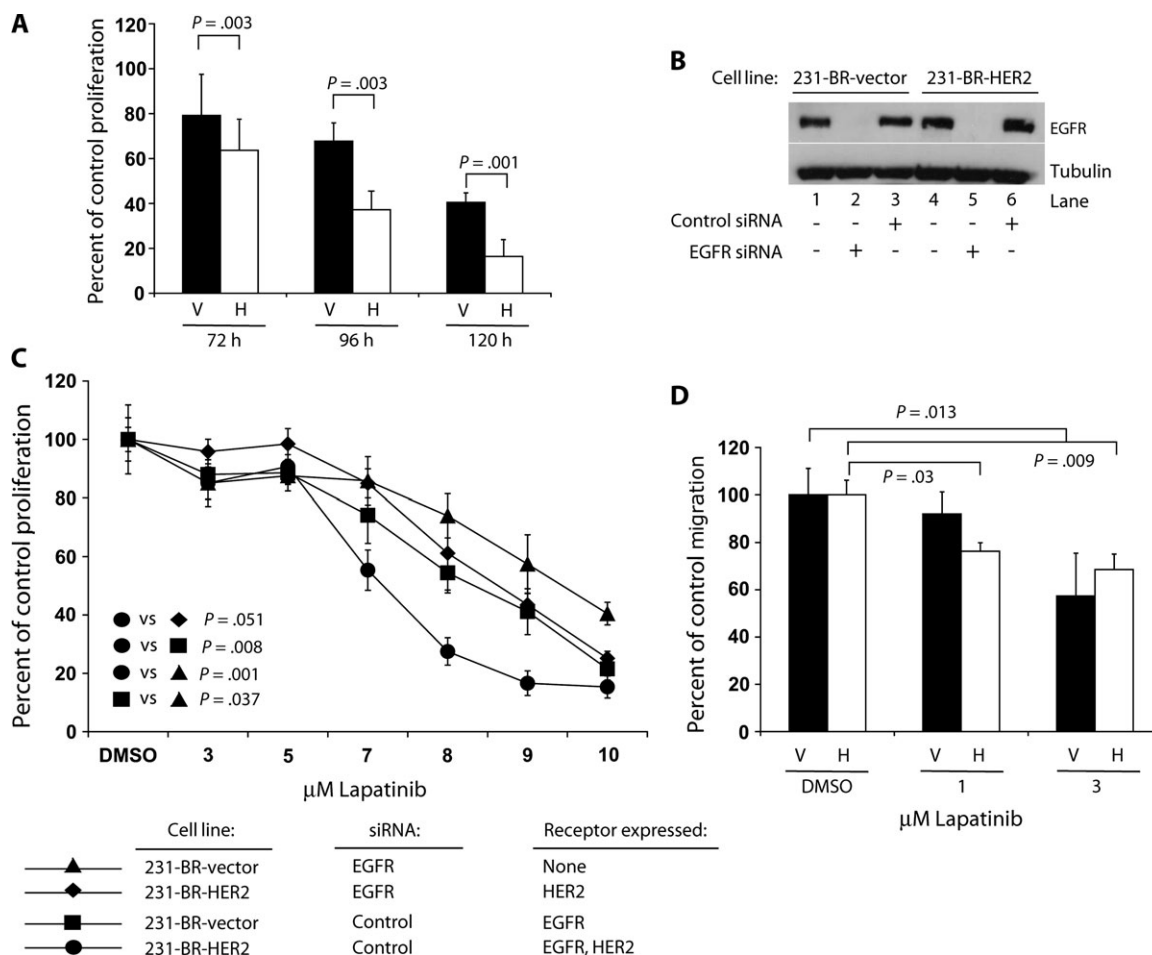 A
120
100
80
60
40
20
0
Percent of control proliferation
P = .003
P = .003
P = .001
V H V H V H
72 h 96 h 120 h
B
Cell line: 231-BR-vector 231-BR-HER2
EGFR
Tubulin
1 2 3 4 5 6 Lane
Control siRNA - - + - - +
EGFR siRNA - + - - + -
C
120
100
80
60
40
20
0
Percent of control proliferation
vs P = .051
vs P = .008
vs P = .001
vs P = .037
DMSO 3 5 7 8 9 10
μM Lapatinib
Cell line: siRNA: Receptor expressed:
231-BR-vector EGFR None
231-BR-HER2 EGFR HER2
231-BR-vector Control EGFR
231-BR-HER2 Control EGFR, HER2
D
P = .013
P = .009
P = .03
120
100
80
60
40
20
0
Percent of control migration
V H V H V H
DMSO 1 3
μM Lapatinib